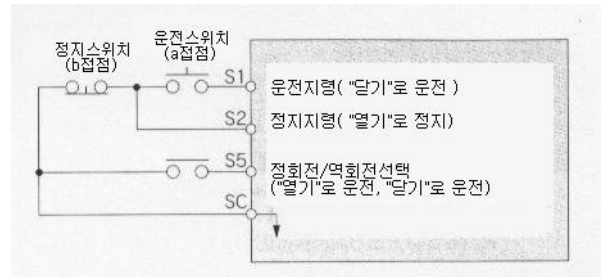 정지스위치
(b접점)
운전스위치
(a접점)
S1
운전지령( "닫기"로 운전 )
S2
정지지령( "열기"로 정지)
S5
정회전/역회전선택
("열기"로 운전, "닫기"로 운전)
SC